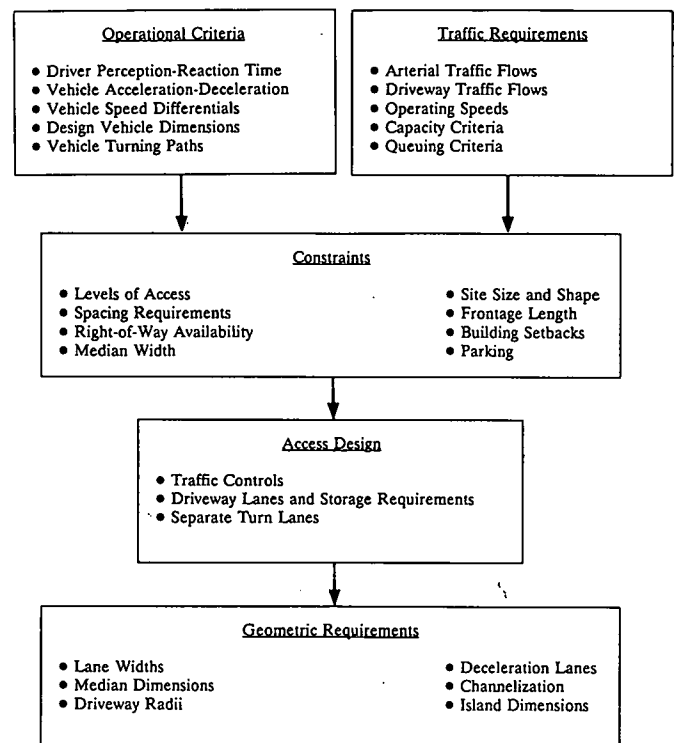 Operational Criteria
● Driver Perception-Reaction Time
● Vehicle Acceleration-Deceleration
● Vehicle Speed Differentials
● Design Vehicle Dimensions
● Vehicle Turning Paths
Traffic Requirements
● Arterial Traffic Flows
● Driveway Traffic Flows
● Operating Speeds
● Capacity Criteria
● Queuing Criteria
Constraints
● Levels of Access
● Spacing Requirements
● Right-of-Way Availability
● Median Width
● Site Size and Shape
● Frontage Length
● Building Setbacks
● Parking
Access Design
● Traffic Controls
● Driveway Lanes and Storage Requirements
● Separate Turn Lanes
Geometric Requirements
● Lane Widths
● Median Dimensions
● Driveway Radii
● Deceleration Lanes
● Channelization
● Island Dimensions